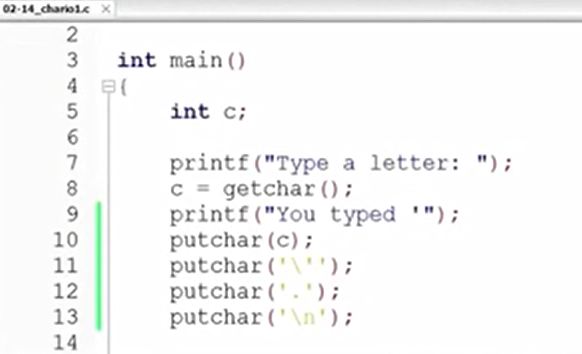 02-14_chario1.c ×
2
3 int main()
4 {
5 int c;
6
7 printf("Type a letter: ");
8 c = getchar();
9 printf("You typed '");
10 putchar(c);
11 putchar('\'');
12 putchar('.');
13 putchar('\n');
14